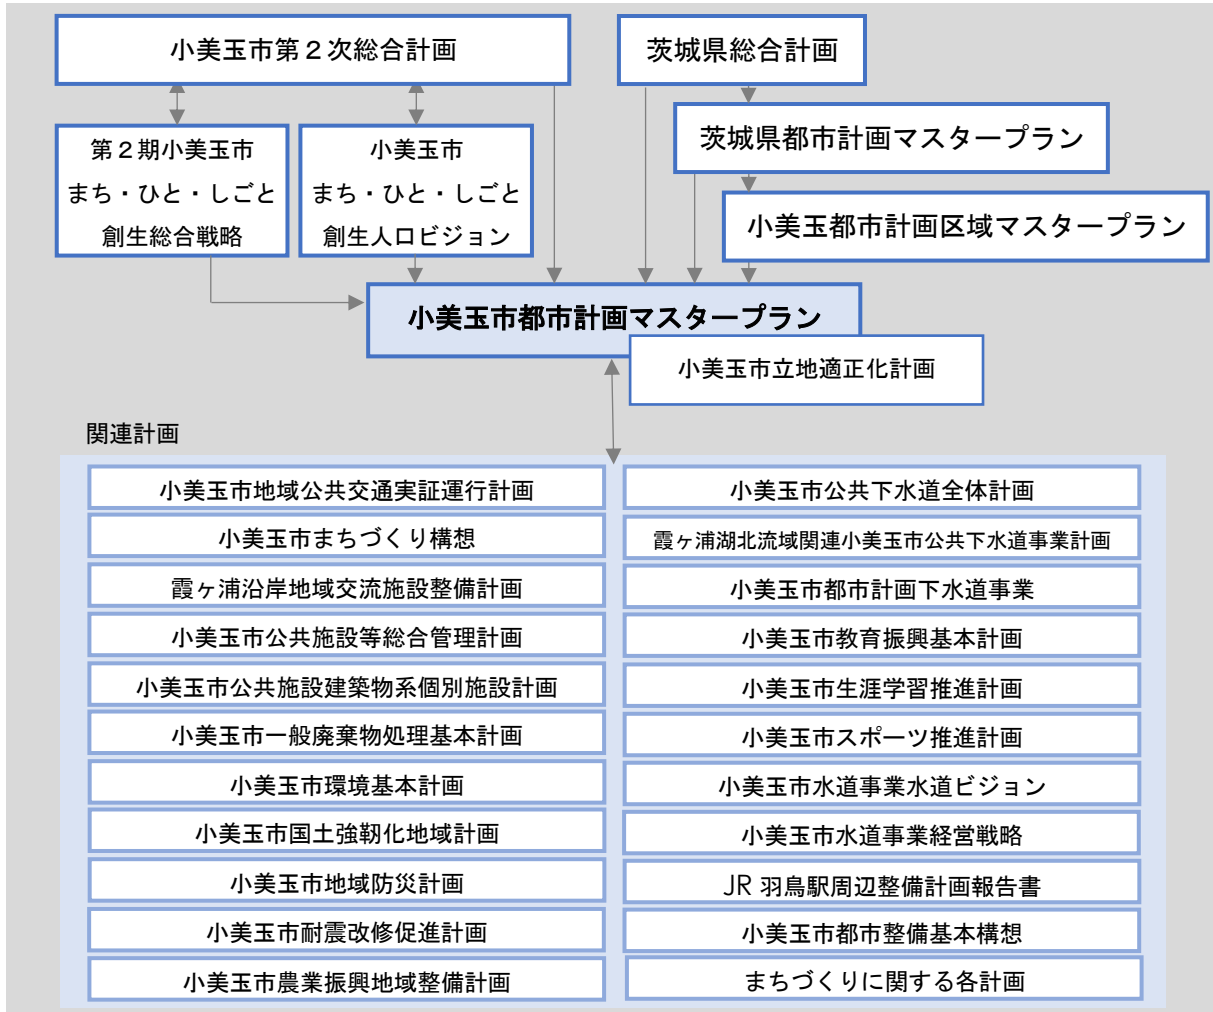 小美玉市第２次総合計画
茨城県総合計画
茨城県都市計画マスタープラン
小美玉都市計画区域マスタープラン
第２期小美玉市
まち・ひと・しごと
創生総合戦略
小美玉市
まち・ひと・しごと
創生人口ビジョン
小美玉市都市計画マスタープラン
小美玉市立地適正化計画
関連計画
小美玉市地域公共交通実証運行計画
小美玉市まちづくり構想
霞ヶ浦沿岸地域交流施設整備計画
小美玉市公共施設等総合管理計画
小美玉市公共施設建築物系個別施設計画
小美玉市一般廃棄物処理基本計画
小美玉市環境基本計画
小美玉市国土強靭化地域計画
小美玉市地域防災計画
小美玉市耐震改修促進計画
小美玉市農業振興地域整備計画
小美玉市公共下水道全体計画
霞ヶ浦湖北流域関連小美玉市公共下水道事業計画
小美玉市都市計画下水道事業
小美玉市教育振興基本計画
小美玉市生涯学習推進計画
小美玉市スポーツ推進計画
小美玉市水道事業水道ビジョン
小美玉市水道事業経営戦略
JR 羽鳥駅周辺整備計画報告書
小美玉市都市整備基本構想
まちづくりに関する各計画